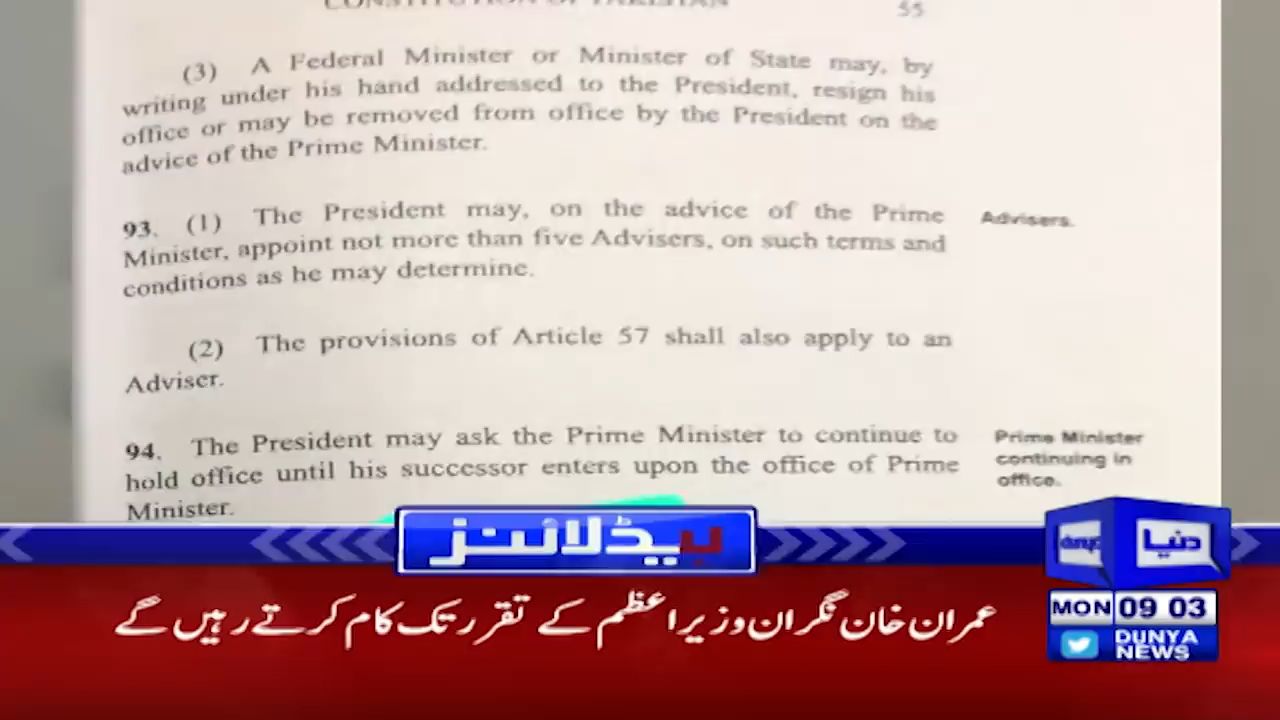 CONSTITUTION OF PAKISTAN 55
(3) A Federal Minister or Minister of State may, by
writing under his hand addressed to the President, resign his
office or may be removed from office by the President on the
advice of the Prime Minister.
93. (1) The President may, on the advice of the Prime
Minister, appoint not more than five Advisers, on such terms and
conditions as he may determine.
Advisers.
(2) The provisions of Article 57 shall also apply to an
Adviser.
94. The President may ask the Prime Minister to continue to
hold office until his successor enters upon the office of Prime
Minister.
Prime Minister
continuing in
office.
ہیڈلائنز
دنیا
عمران خان نگران وزیراعظم کے تقرر تک کام کرتے رہیں گے
MON 09 03
DUNYA
NEWS